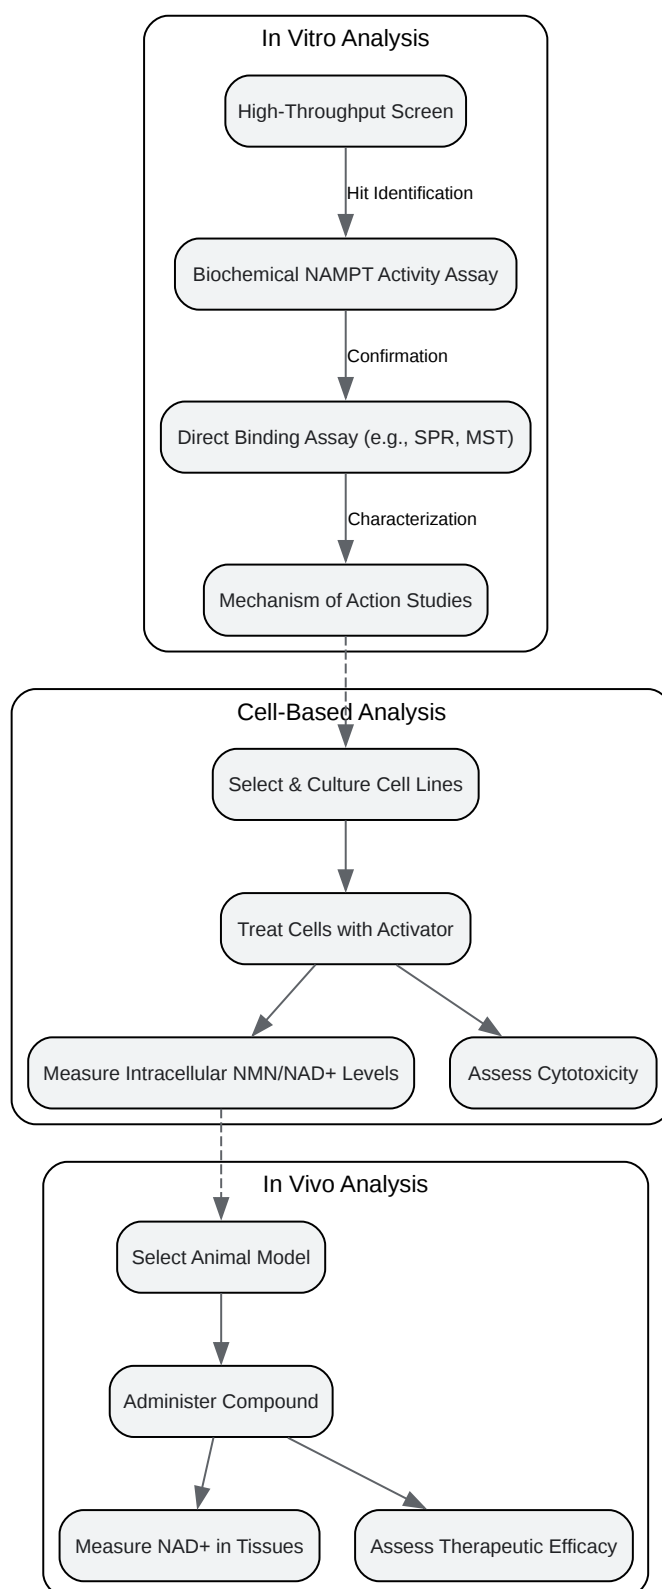 In Vitro Analysis
High-Throughput Screen
Hit Identification
Biochemical NAMPT Activity Assay
Confirmation
Direct Binding Assay (e.g., SPR, MST)
Characterization
Mechanism of Action Studies
Cell-Based Analysis
Select & Culture Cell Lines
Treat Cells with Activator
Measure Intracellular NMN/NAD+ Levels
Assess Cytotoxicity
In Vivo Analysis
Select Animal Model
Administer Compound
Measure NAD+ in Tissues
Assess Therapeutic Efficacy